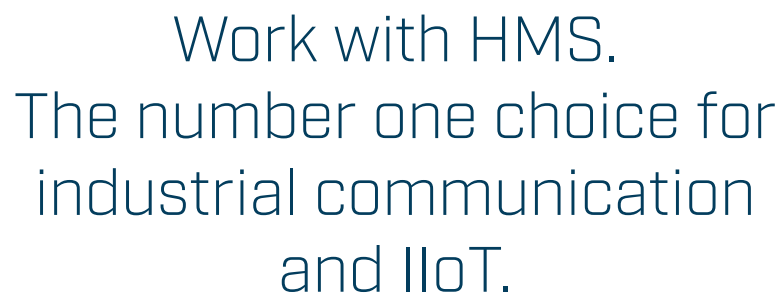 Work with HMS.
The number one choice for
industrial communication
and IIoT.